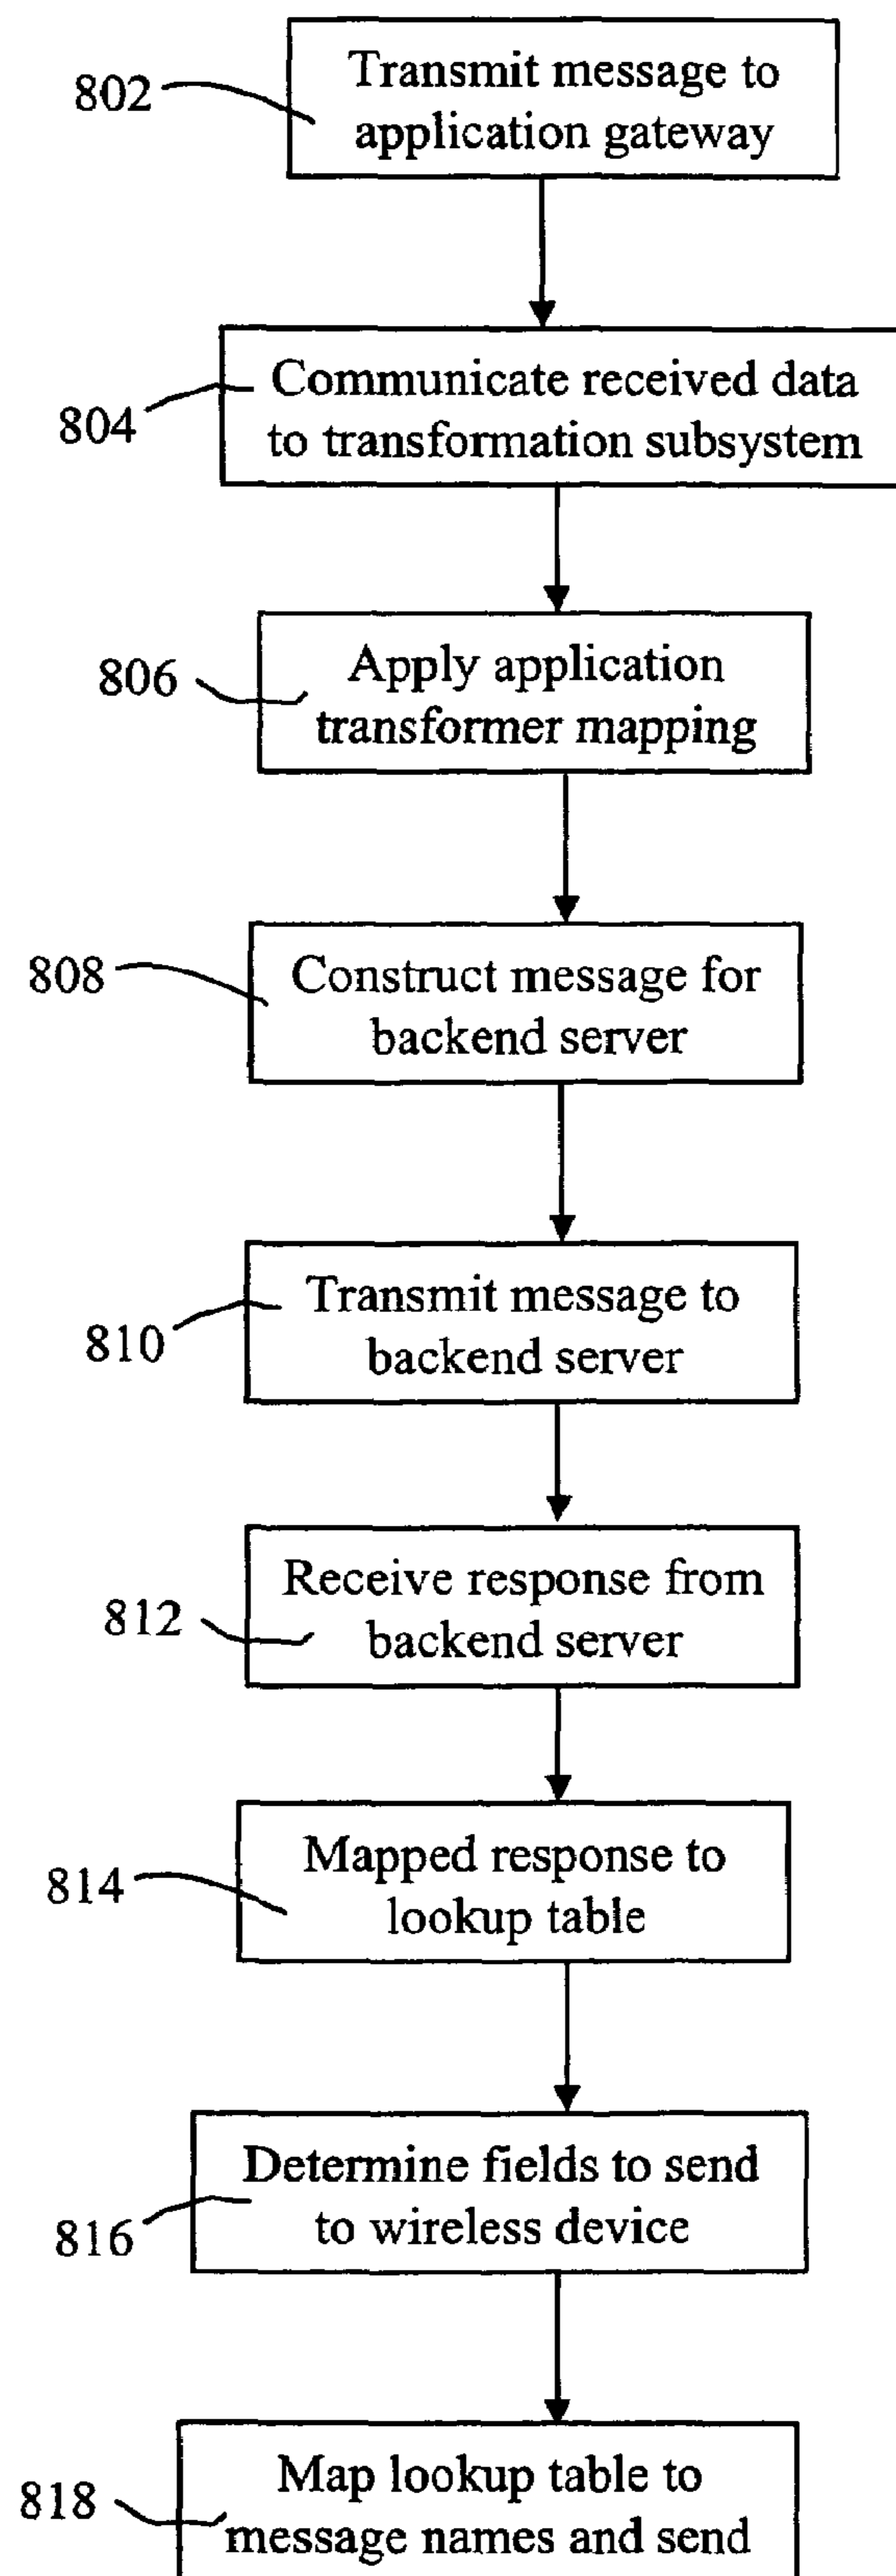 802
Transmit message to
application gateway
804
Communicate received data
to transformation subsystem
806
Apply application
transformer mapping
808
Construct message for
backend server
810
Transmit message to
backend server
812
Receive response from
backend server
814
Mapped response to
lookup table
816
Determine fields to send
to wireless device
818
Map lookup table to
message names and send